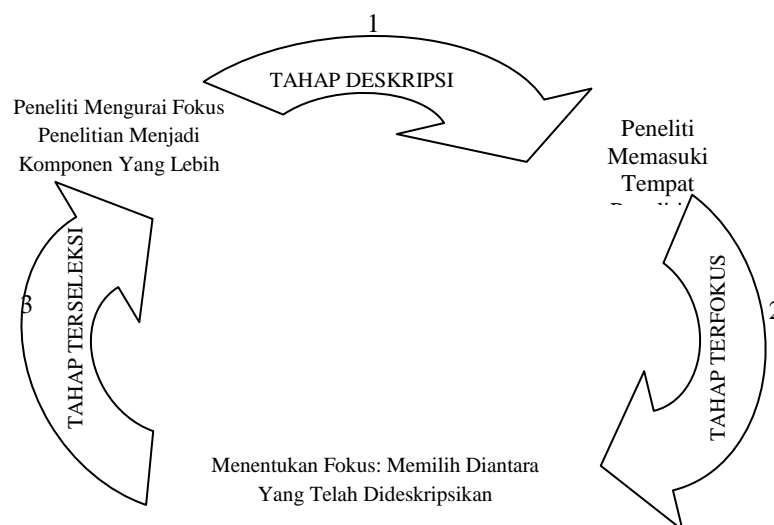 1
TAHAP DESKRIPSI
Peneliti Mengurai Fokus
Penelitian Menjadi
Komponen Yang Lebih
Peneliti
Memasuki
Tempat
TAHAP TERFOKUS
2
Menentukan Fokus: Memilih Diantara
Yang Telah Dideskripsikan
TAHAP TERSELEKSI
3